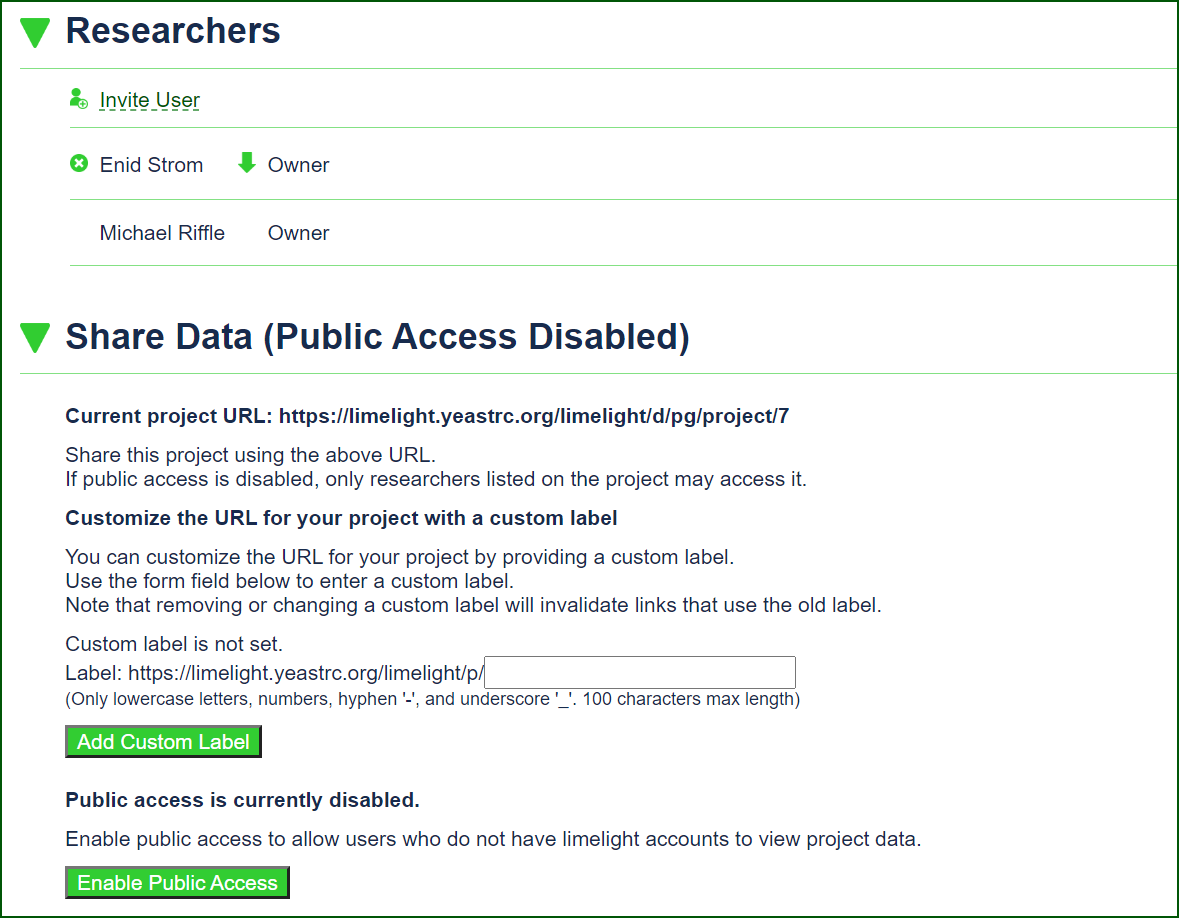 Researchers
Invite User
Enid Strom Owner
Michael Riffle Owner
Share Data (Public Access Disabled)
Current project URL: https://limelight.yeastrc.org/limelight/d/pg/project/7
Share this project using the above URL.
If public access is disabled, only researchers listed on the project may access it.
Customize the URL for your project with a custom label
You can customize the URL for your project by providing a custom label.
Use the form field below to enter a custom label.
Note that removing or changing a custom label will invalidate links that use the old label.
Custom label is not set.
Label: https://limelight.yeastrc.org/limelight/p/
(Only lowercase letters, numbers, hyphen '-', and underscore '_'. 100 characters max length)
Add Custom Label
Public access is currently disabled.
Enable public access to allow users who do not have limelight accounts to view project data.
Enable Public Access